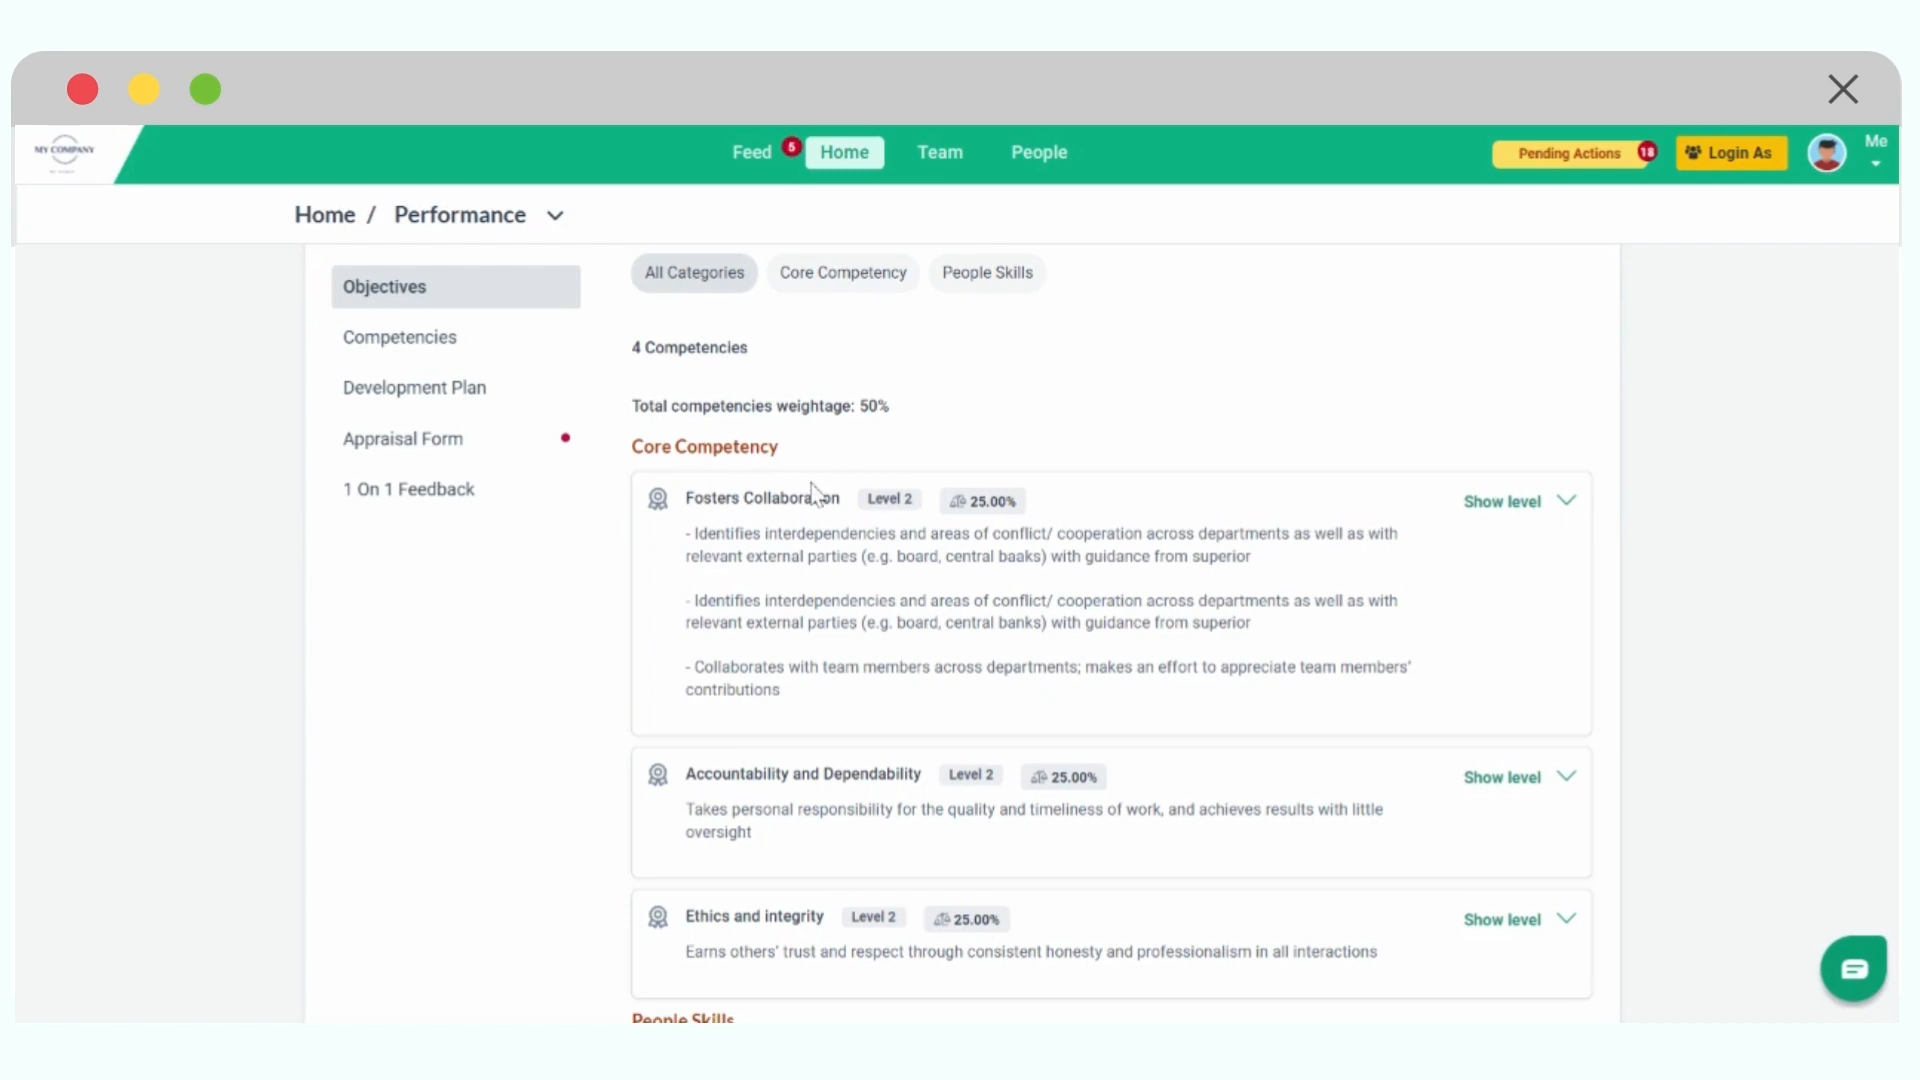 MY COMPANY
Feed 5 Home Team People
Pending Actions 18 Login As Me
Home / Performance
Objectives
Competencies
Development Plan
Appraisal Form
1 On 1 Feedback
All Categories Core Competency People Skills
4 Competencies
Total competencies weightage: 50%
Core Competency
Fosters Collaboration Level 2 25.00% Show level
- Identifies interdependencies and areas of conflict/ cooperation across departments as well as with
relevant external parties (e.g. board, central baaks) with guidance from superior
- Identifies interdependencies and areas of conflict/ cooperation across departments as well as with
relevant external parties (e.g. board, central banks) with guidance from superior
- Collaborates with team members across departments; makes an effort to appreciate team members'
contributions
Accountability and Dependability Level 2 25.00% Show level
Takes personal responsibility for the quality and timeliness of work, and achieves results with little
oversight
Ethics and integrity Level 2 25.00% Show level
Earns others' trust and respect through consistent honesty and professionalism in all interactions
People Skills